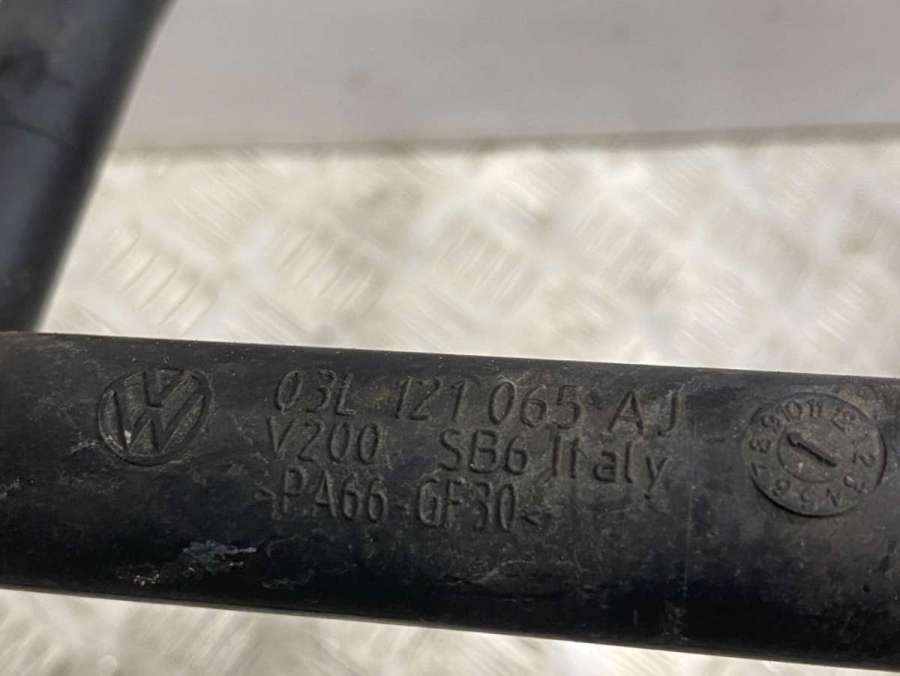 03L 121 065 AJ
V200 SB6 Italy
>PA66-GF30<